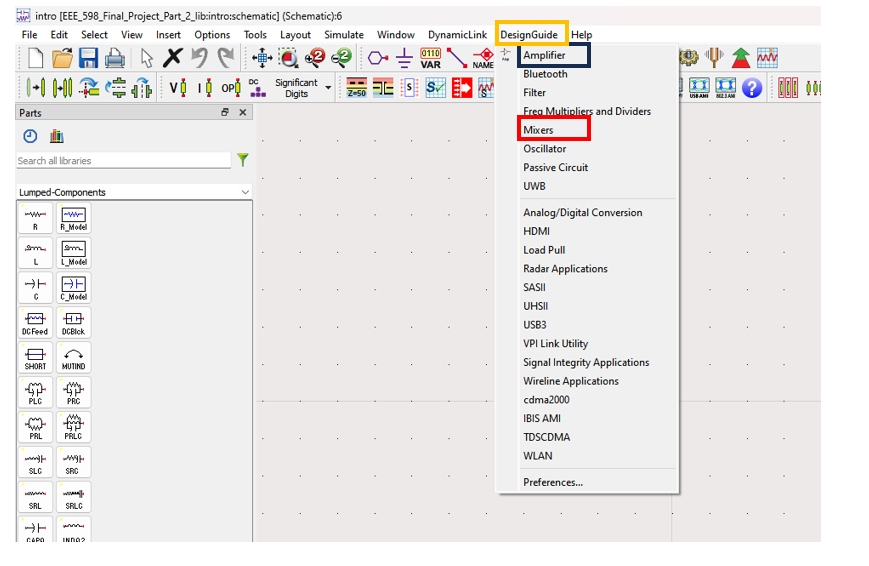 intro [EEE_598_Final_Project_Part_2_lib:intro:schematic] (Schematic):6
File Edit Select View Insert Options Tools Layout Simulate Window DynamicLink DesignGuide Help
0110
VAR
NAME
V I OP
DC
Significant
Digits
Z=50
S
S
S
USB AMI
802.3 AMI
?
Parts
Search all libraries
Lumped-Components
R R_Model
L L_Model
C C_Model
DCFeed DCBlck
SHORT MUTIND
PLC PRC
PRL PRLC
SLC SRC
SRL SRLC
CAPQ INDQ2
Amplifier
Bluetooth
Filter
Freq Multipliers and Dividers
Mixers
Oscillator
Passive Circuit
UWB
Analog/Digital Conversion
HDMI
Load Pull
Radar Applications
SASII
UHSII
USB3
VPI Link Utility
Signal Integrity Applications
Wireline Applications
cdma2000
IBIS AMI
TDSCDMA
WLAN
Preferences...